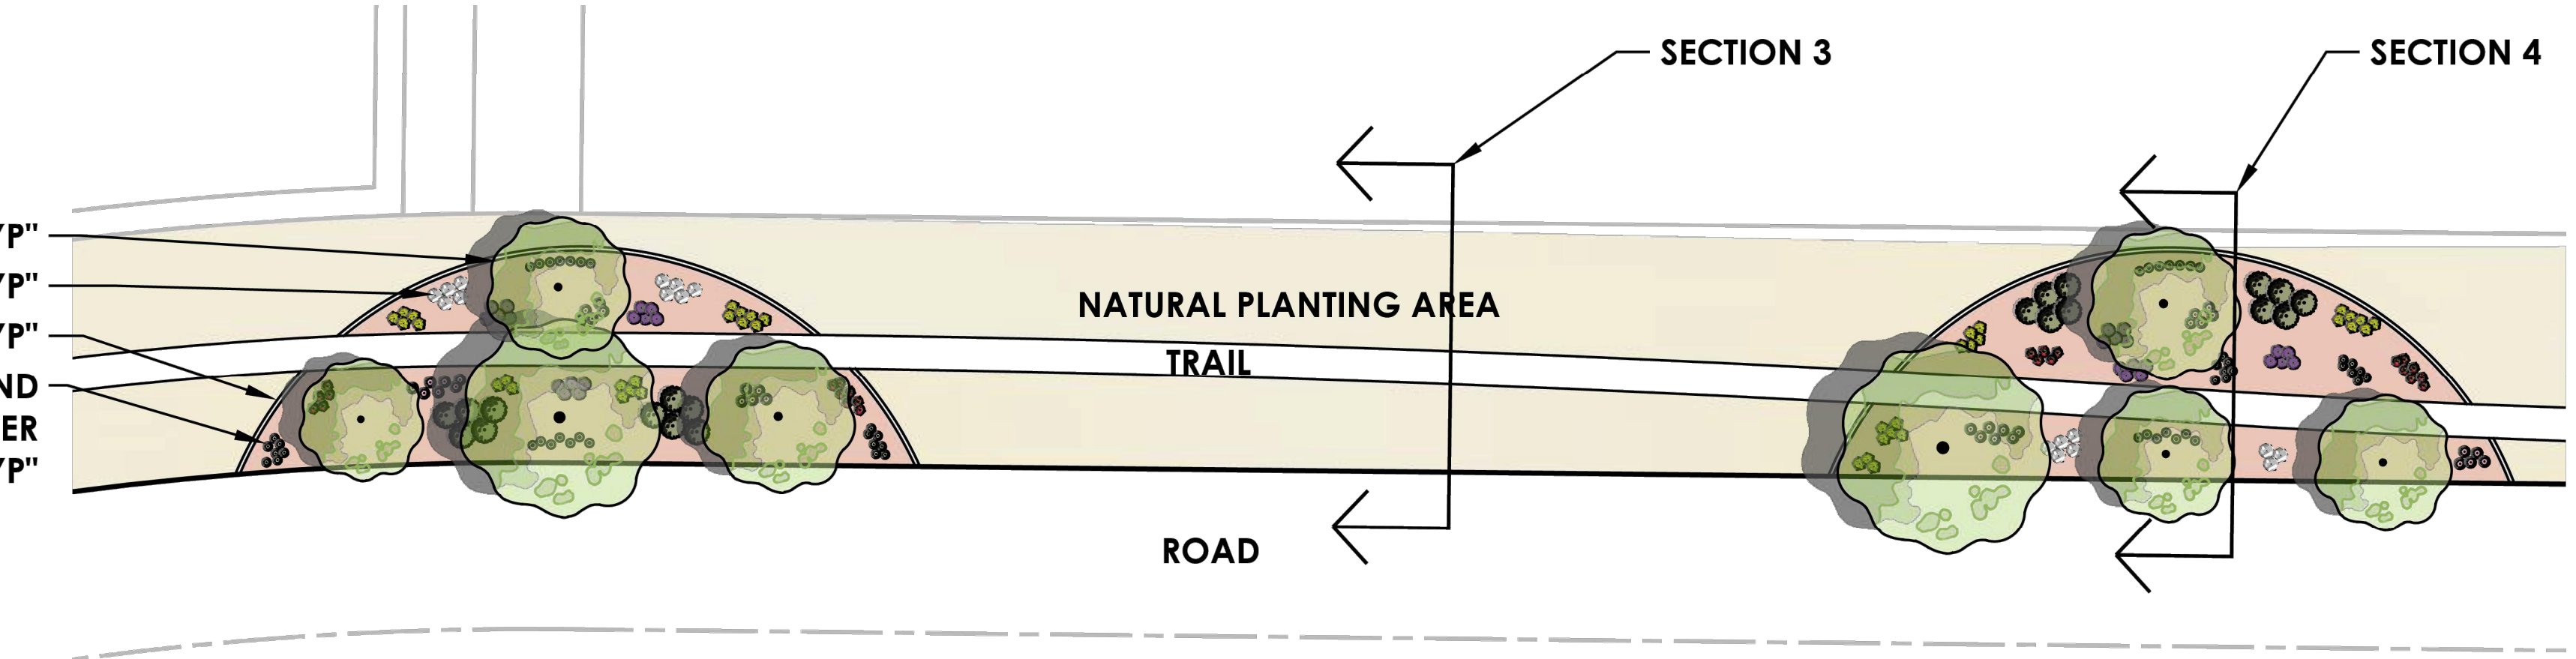 SECTION 3
SECTION 4
YP"
YP"
YP"
ND
ER
YP"
NATURAL PLANTING AREA
TRAIL
ROAD